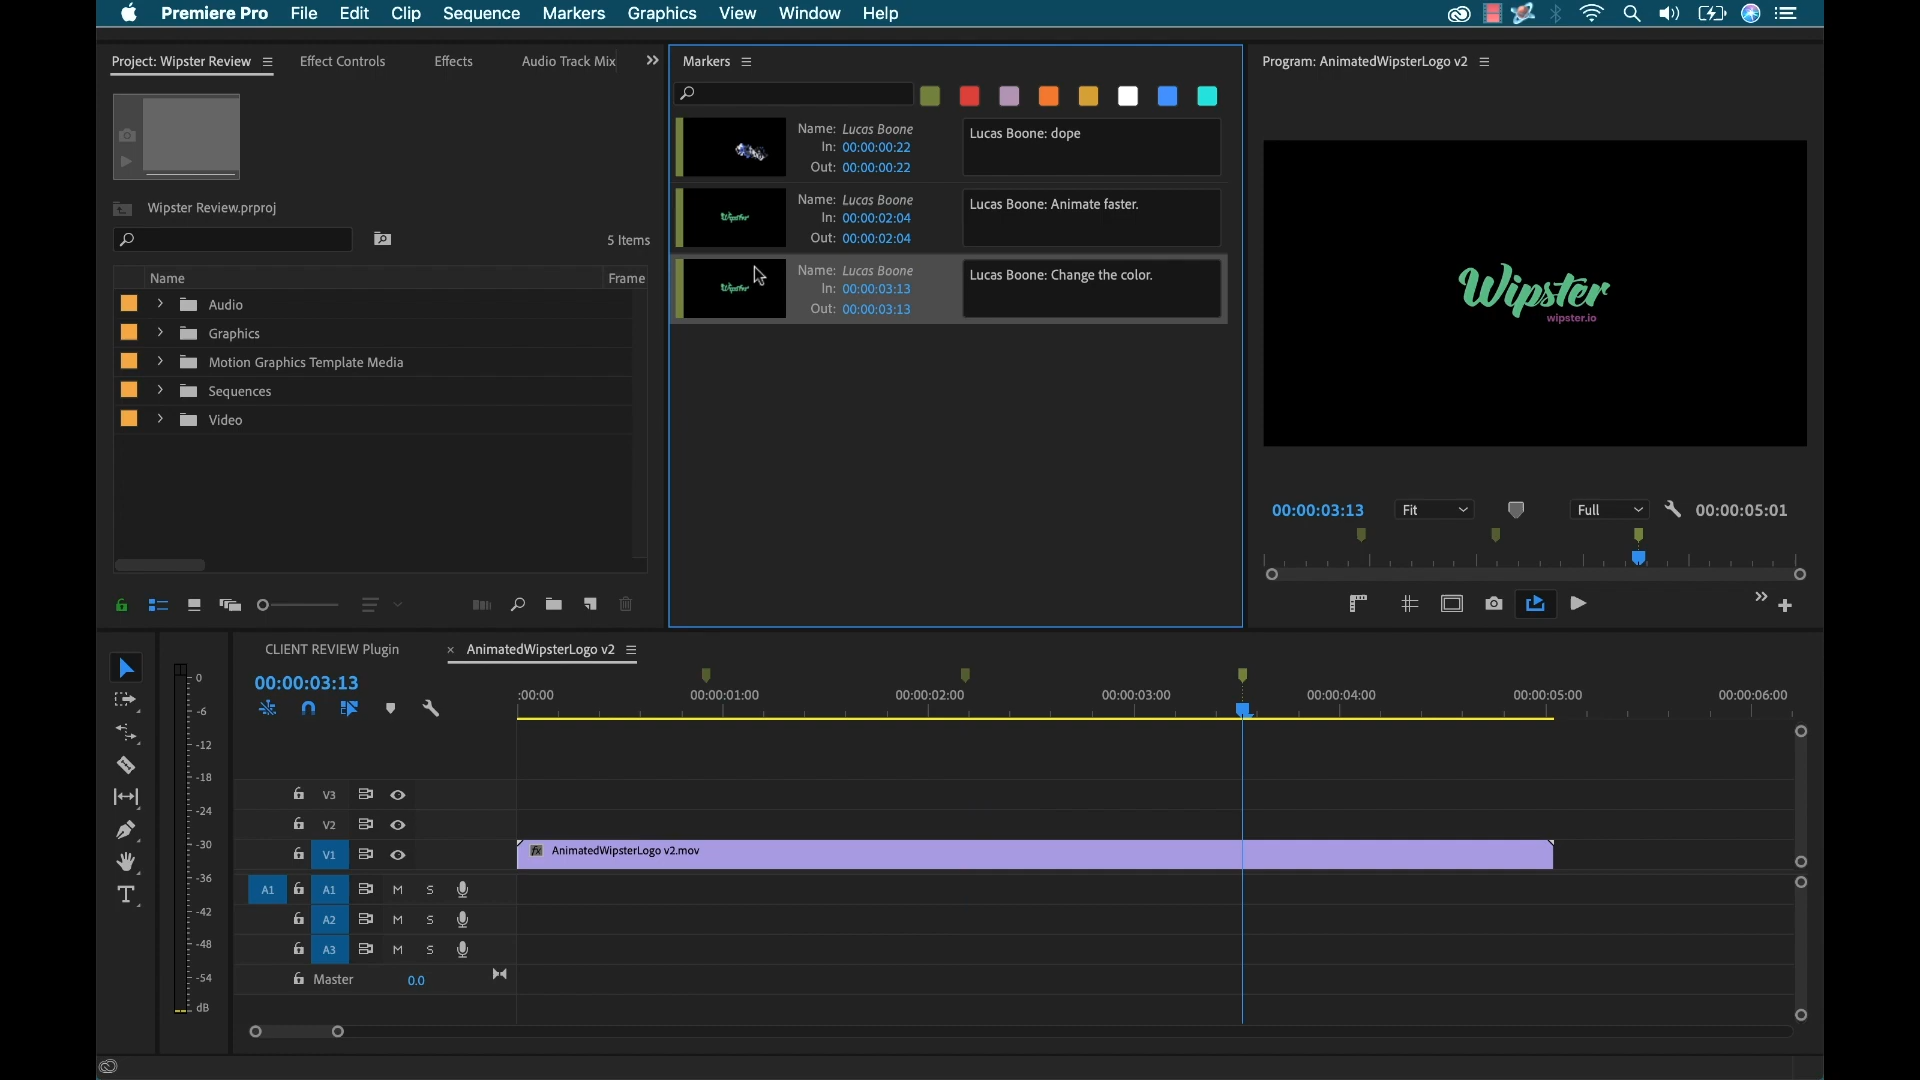 Premiere Pro File Edit Clip Sequence Markers Graphics View Window Help
Project: Wipster Review Effect Controls Effects Audio Track Mix
Wipster Review.prproj
5 Items
Name Frame
Audio
Graphics
Motion Graphics Template Media
Sequences
Video
Markers
Name: Lucas Boone
In: 00:00:00:22
Out: 00:00:00:22
Lucas Boone: dope
Wipster
Name: Lucas Boone
In: 00:00:02:04
Out: 00:00:02:04
Lucas Boone: Animate faster.
Wipster
Name: Lucas Boone
In: 00:00:03:13
Out: 00:00:03:13
Lucas Boone: Change the color.
Program: AnimatedWipsterLogo v2
Wipster
wipster.io
00:00:03:13 Fit Full 00:00:05:01
0
-6
-12
-18
-24
-30
-36
-42
-48
-54
dB
CLIENT REVIEW Plugin × AnimatedWipsterLogo v2
00:00:03:13
:00:00 00:00:01:00 00:00:02:00 00:00:03:00 00:00:04:00 00:00:05:00 00:00:06:00
V3
V2
V1 fx AnimatedWipsterLogo v2.mov
A1 A1 M S
A2 M S
A3 M S
Master 0.0